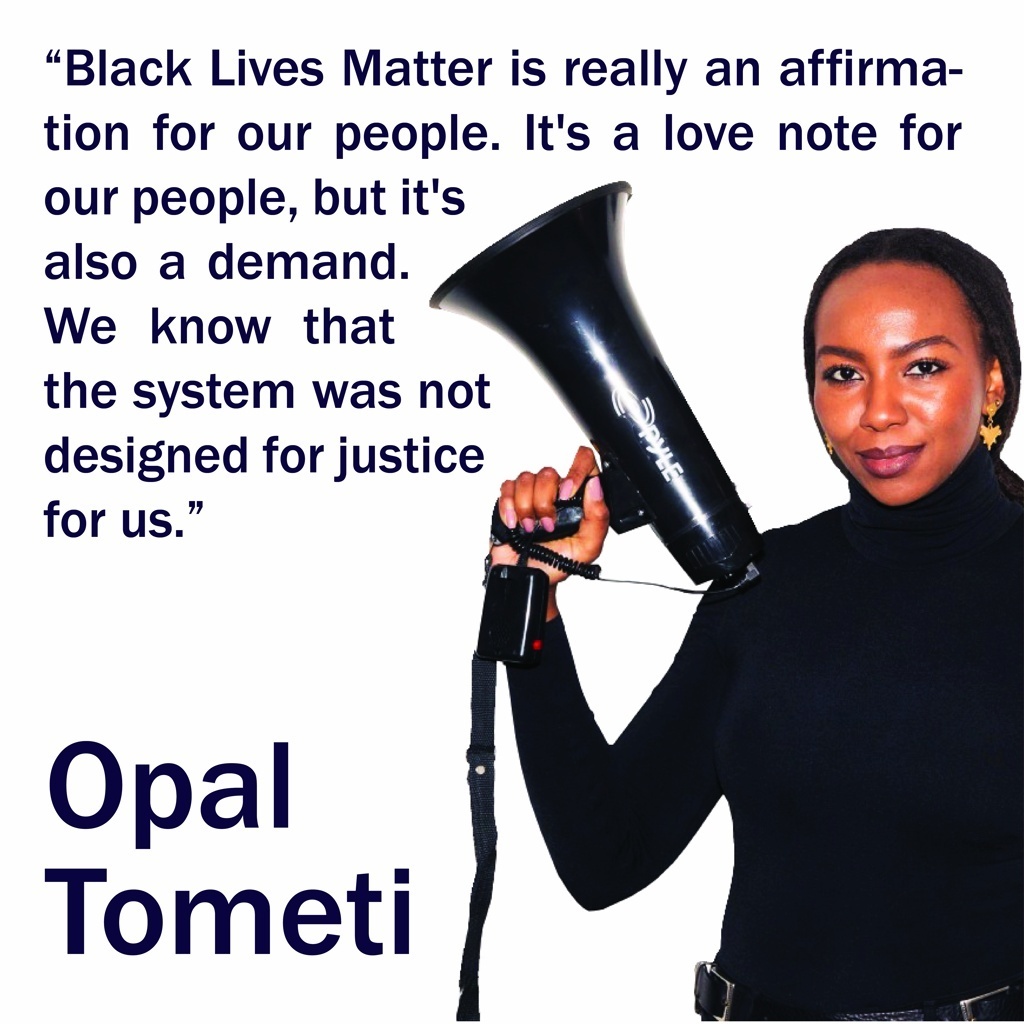 “Black Lives Matter is really an affirma-
tion for our people. It's a love note for
our people, but it's
also a demand.
We know that
the system was not
designed for justice
for us.”
PYLE
Opal
Tometi